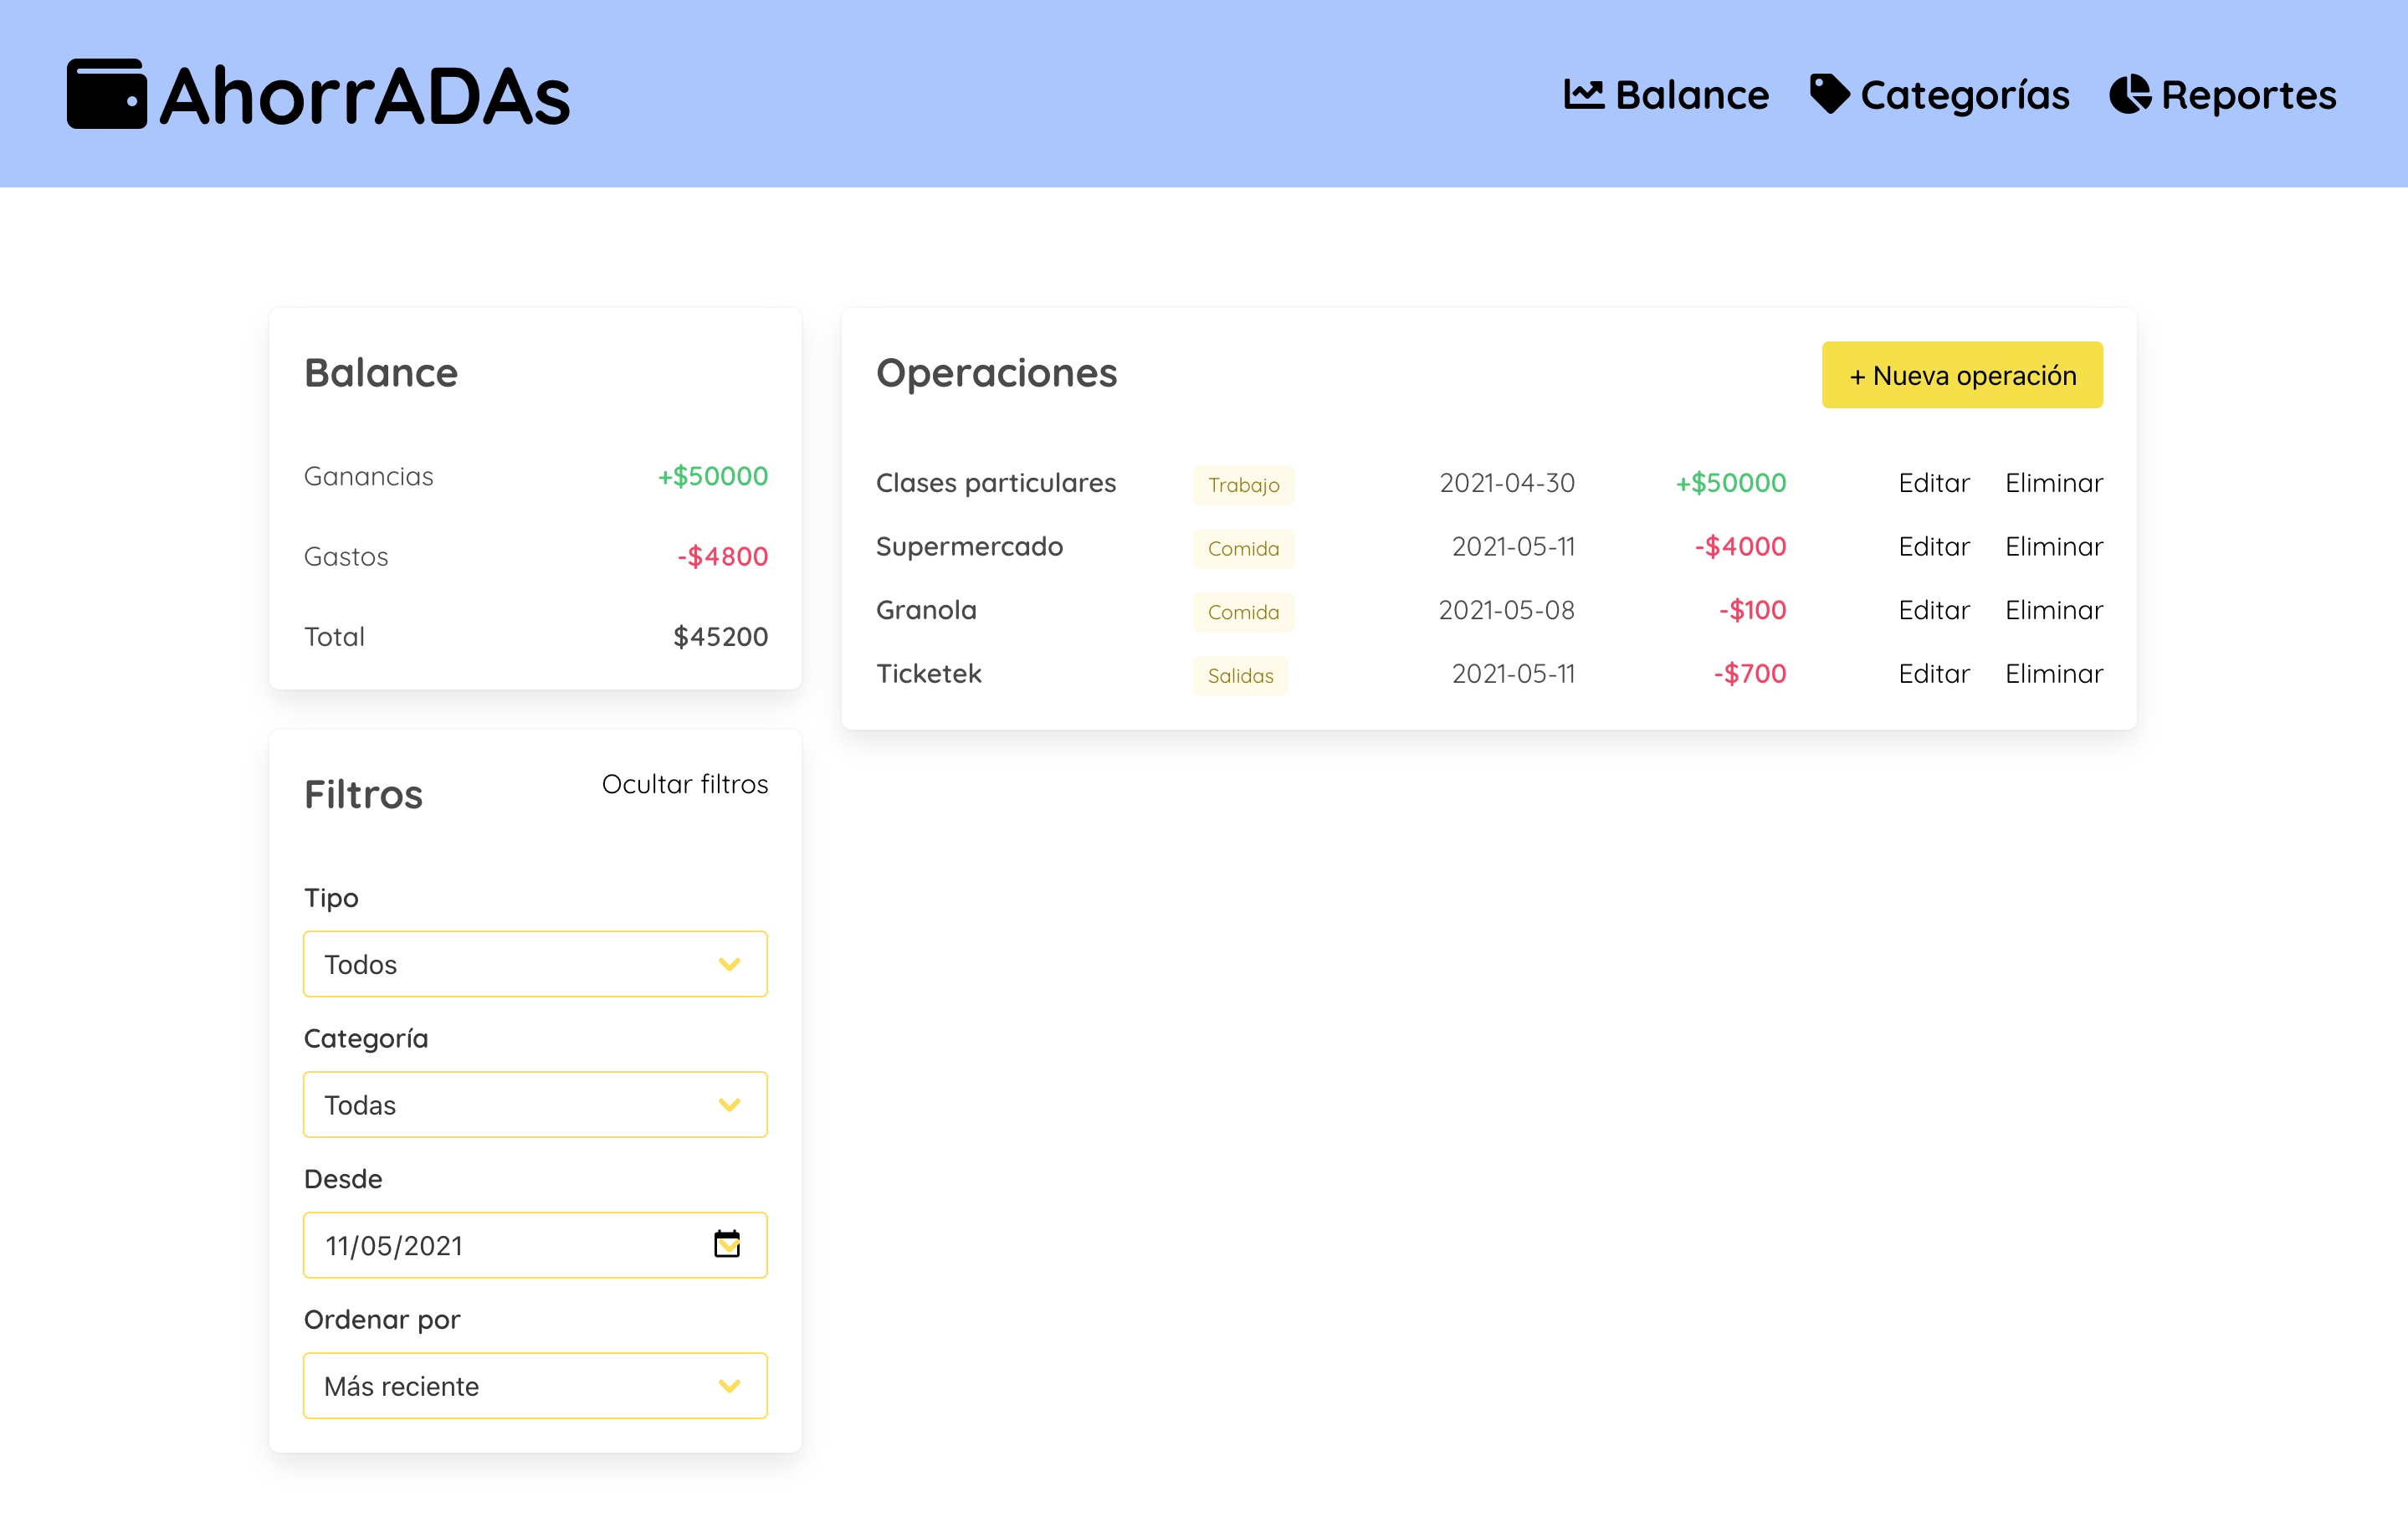 AhorrADAs
Balance Categorías Reportes
Balance
Ganancias +$50000
Gastos -$4800
Total $45200
Operaciones + Nueva operación
Clases particulares Trabajo 2021-04-30 +$50000 Editar Eliminar
Supermercado Comida 2021-05-11 -$4000 Editar Eliminar
Granola Comida 2021-05-08 -$100 Editar Eliminar
Ticketek Salidas 2021-05-11 -$700 Editar Eliminar
Filtros Ocultar filtros
Tipo
Todos
Categoría
Todas
Desde
11/05/2021
Ordenar por
Más reciente